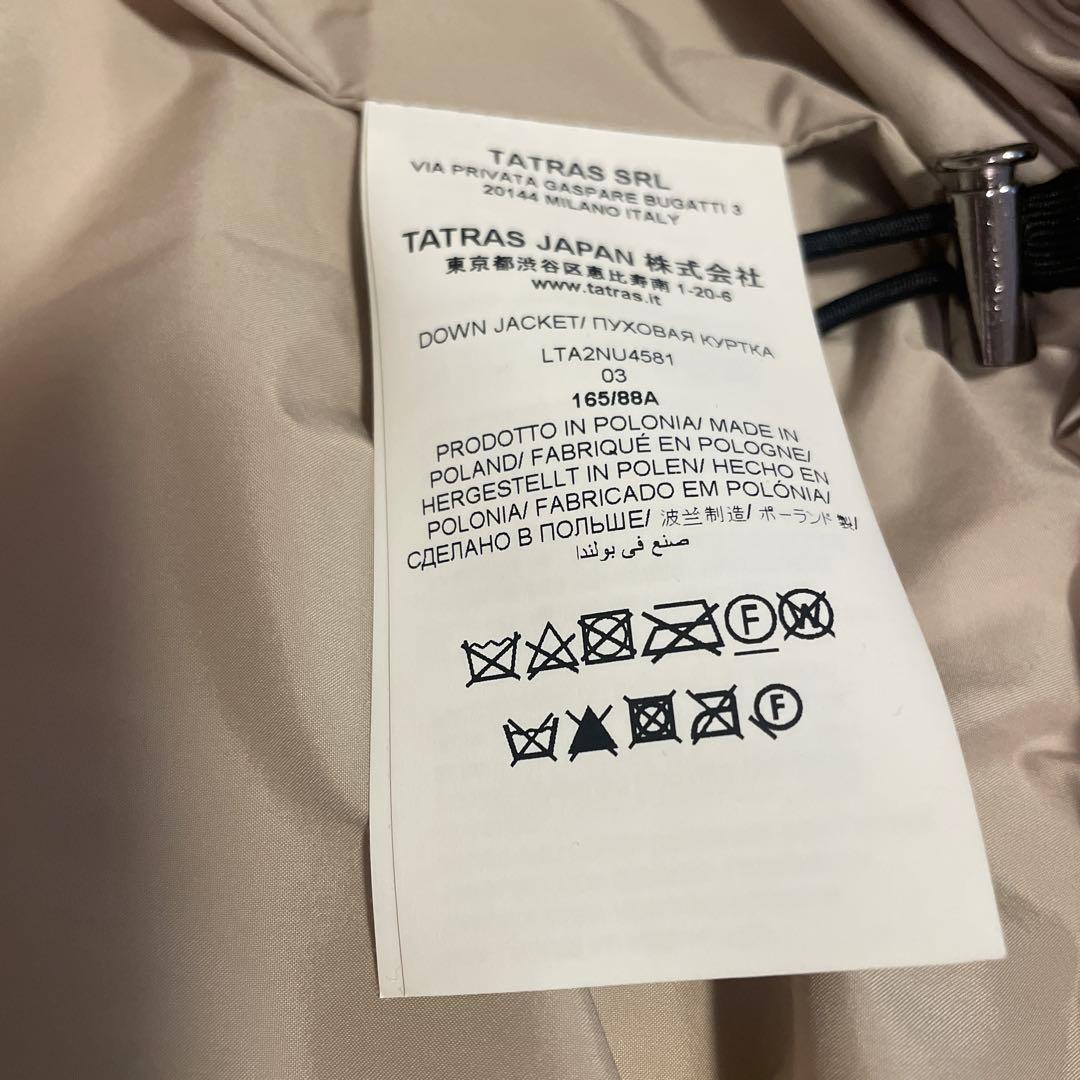 TATRAS SRL
VIA PRIVATA GASPARE BUGATTI 3
20144 MILANO ITALY
TATRAS JAPAN 株式会社
東京都渋谷区恵比寿南 1-20-6
www.tatras.it
DOWN JACKET/ ПУХОВАЯ КУРТКА
LTA2NU4581
03
165/88A
PRODOTTO IN POLONIA/ MADE IN
POLAND/ FABRIQUÉ EN POLOGNE/
HERGESTELLT IN POLEN/ HECHO EN
POLONIA/ FABRICADO EM POLÓNIA/
СДЕЛАНО В ПОЛЬШЕ/ 波兰制造/ ポーランド製/
صنع في بولندا
F W
F